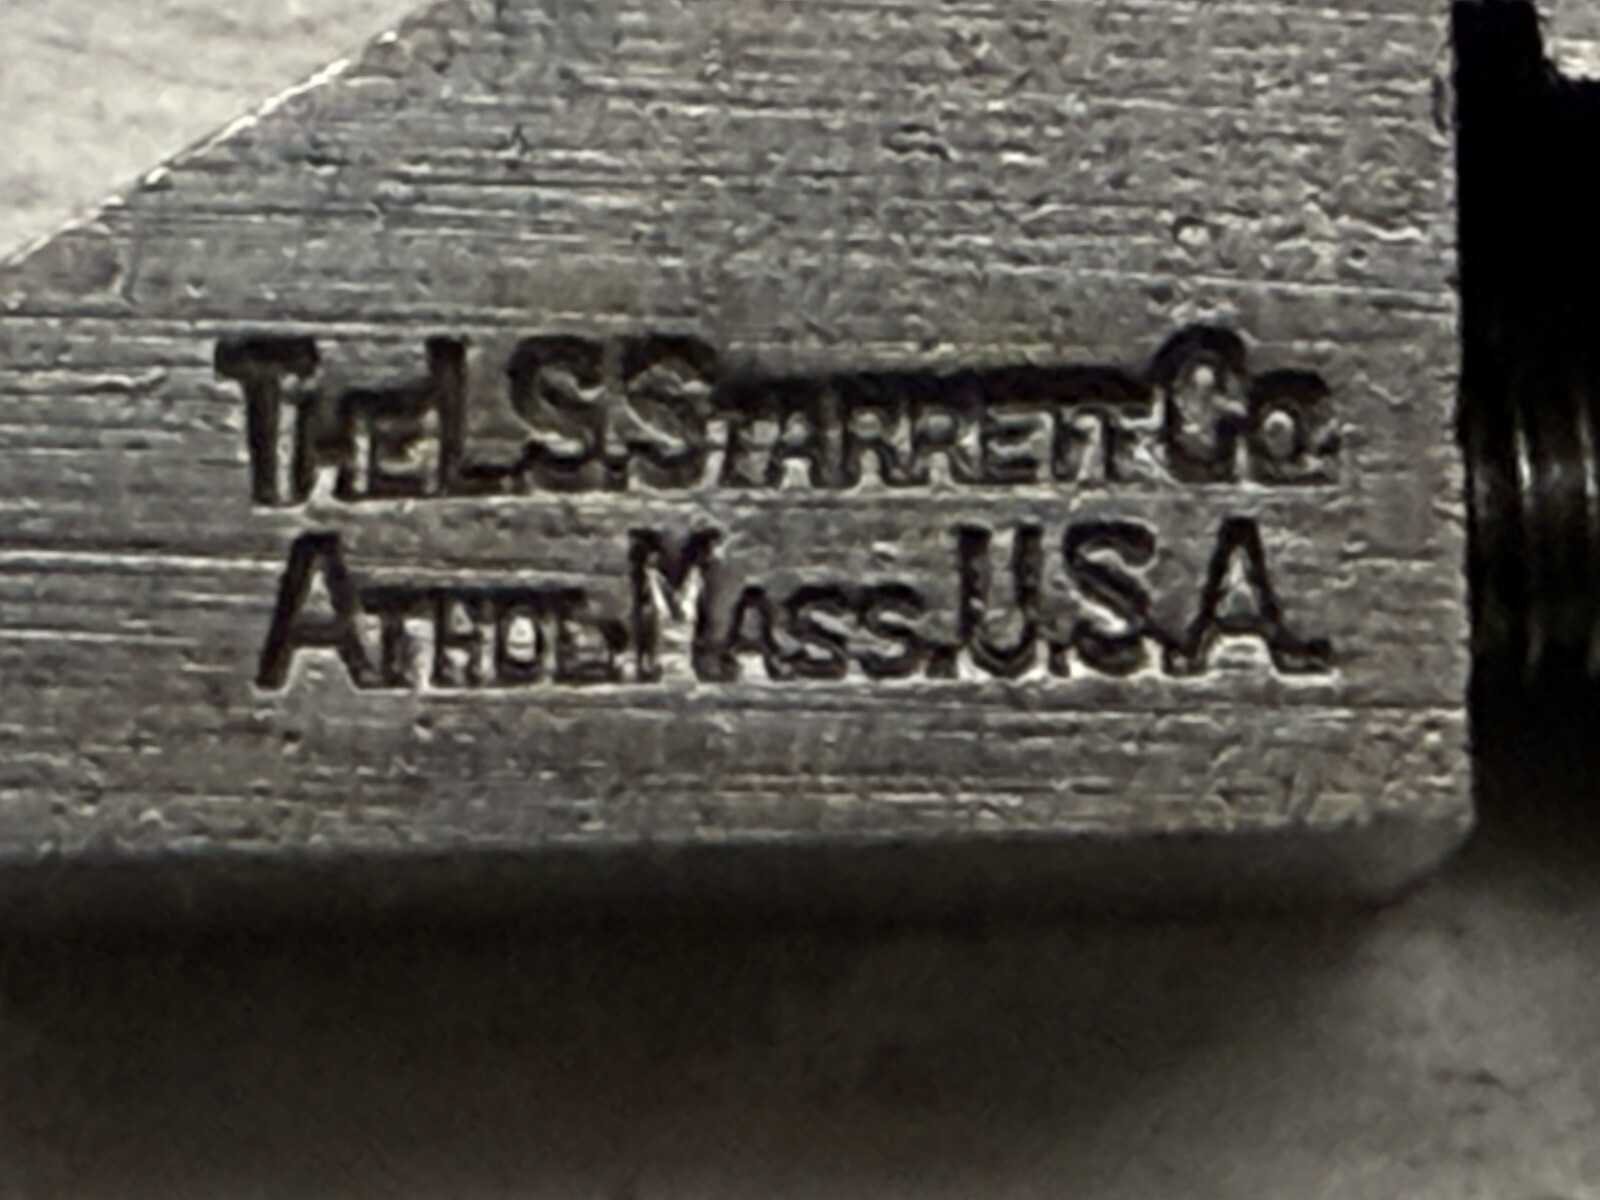 The L.S. Starrett Co.
Athol, Mass. U.S.A.